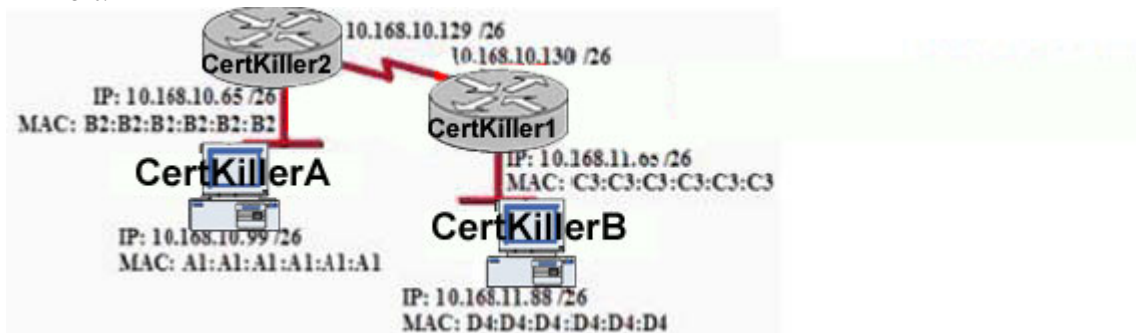 10.168.10.129 /26
10.168.10.130 /26
CertKiller2
IP: 10.168.10.65 /26
MAC: B2:B2:B2:B2:B2:B2
CertKiller1
IP: 10.168.11.65 /26
MAC: C3:C3:C3:C3:C3:C3
CertKillerA
CertKillerB
IP: 10.168.10.99 /26
MAC: A1:A1:A1:A1:A1:A1
IP: 10.168.11.88 /26
MAC: D4:D4:D4:D4:D4:D4